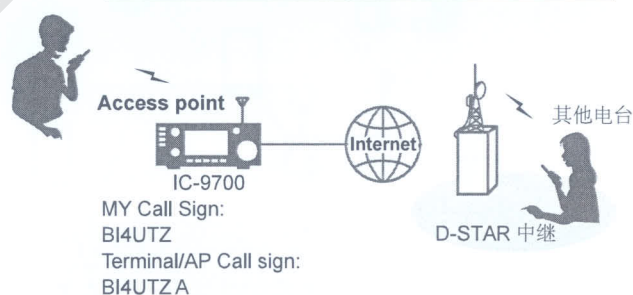 Access point
IC-9700
MY Call Sign:
BI4UTZ
Terminal/AP Call sign:
BI4UTZ A
Internet
D-STAR 中继
其他电台